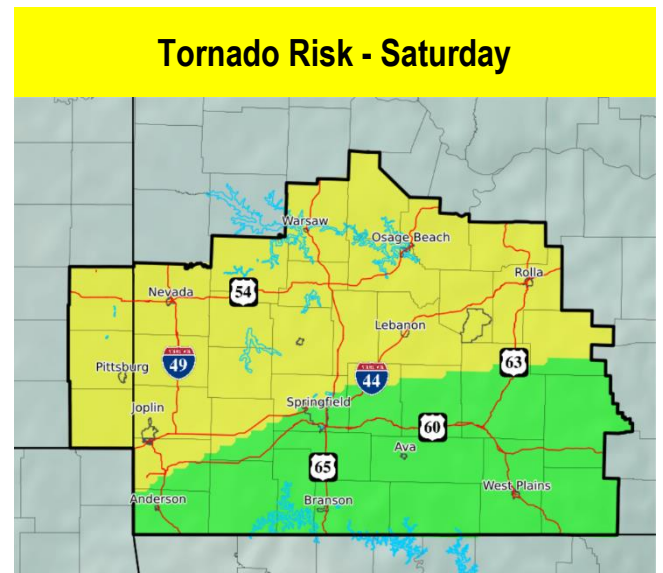 Tornado Risk - Saturday
Warsaw
Osage Beach
Rolla
Nevada
54
Lebanon
63
Pittsburg
49
44
Joplin
Springfield
60
Ava
65
Anderson
Branson
West Plains